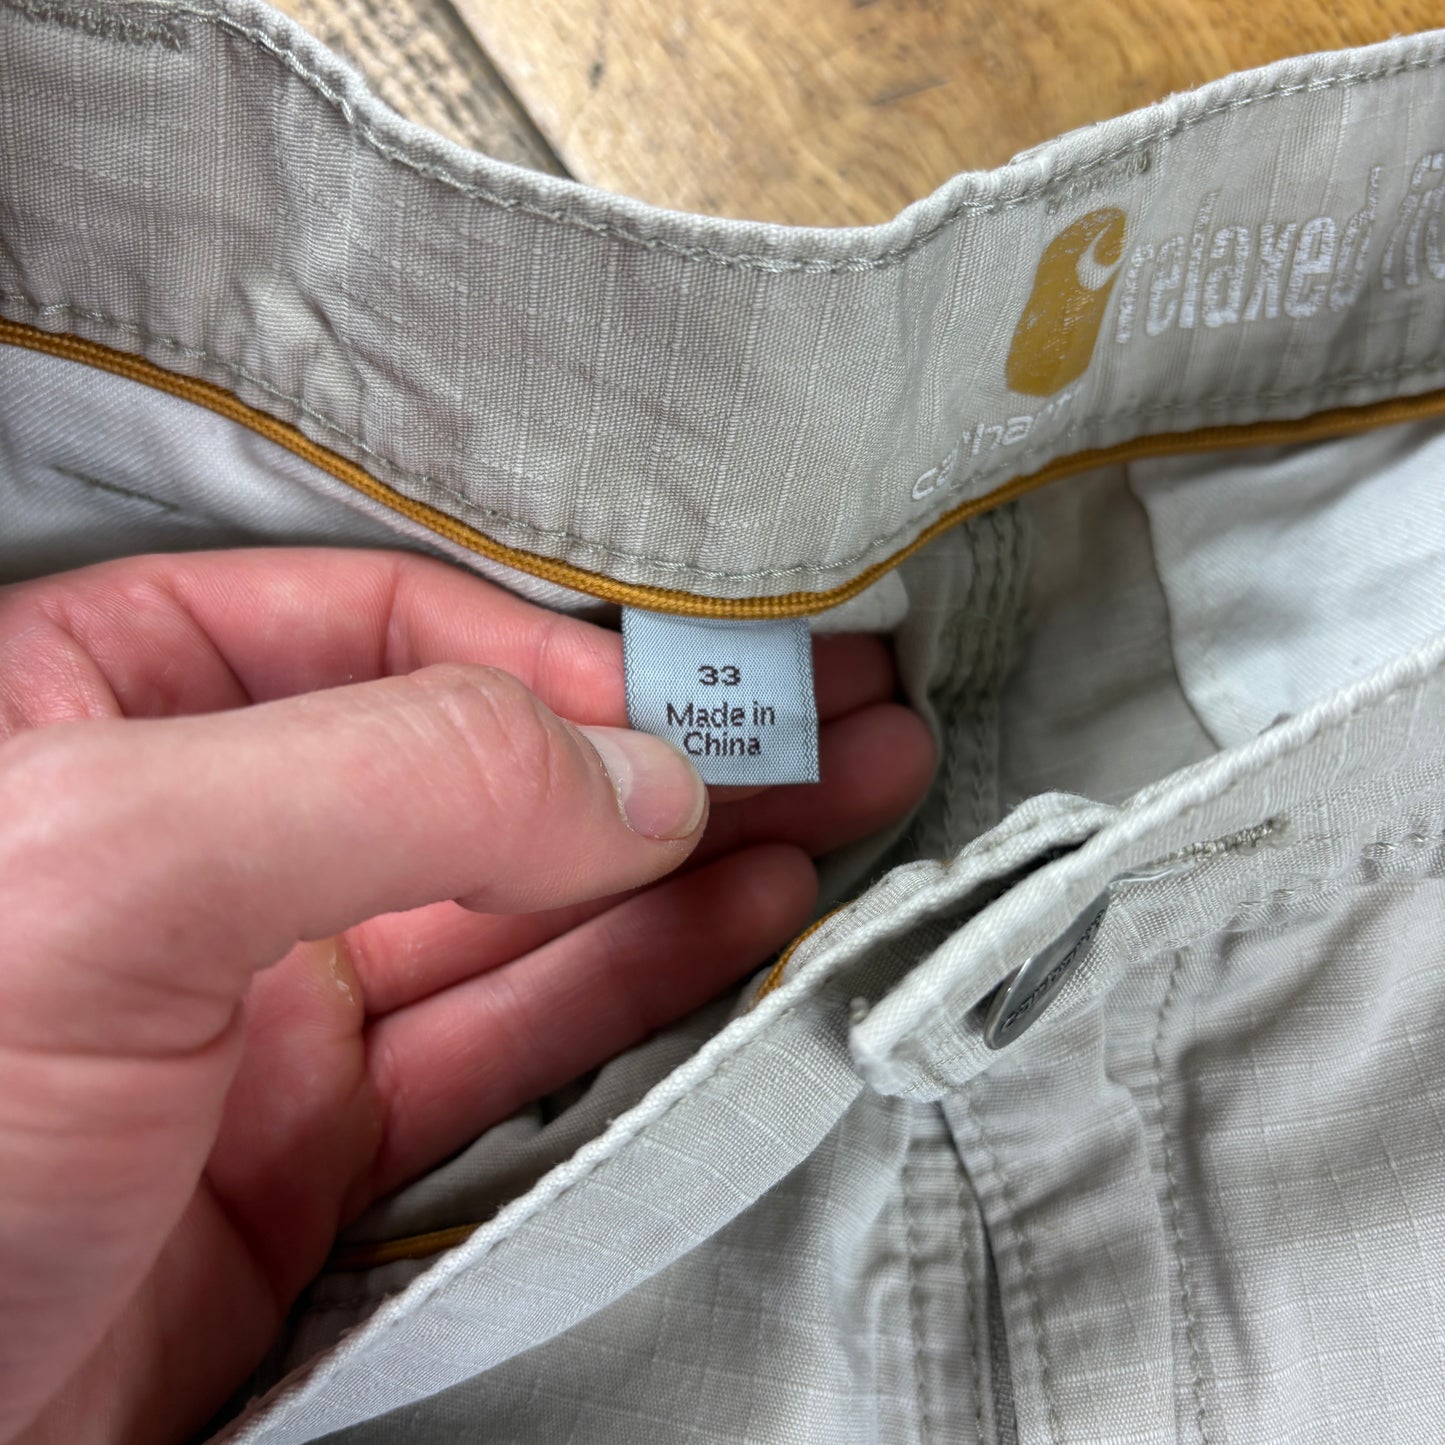 relaxed fit
carhartt
33
Made in
China